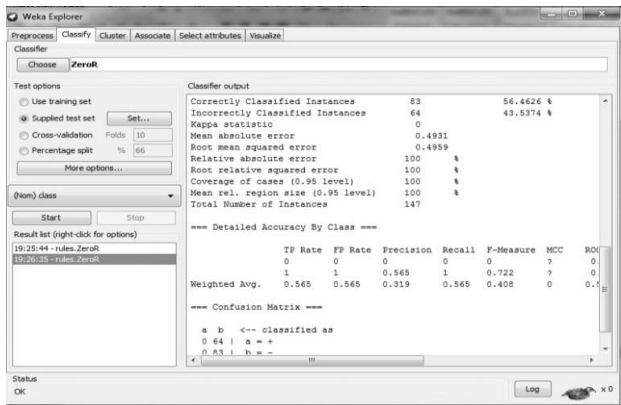 Weka Explorer
Preprocess Classify Cluster Associate Select attributes Visualize
Classifier
Choose ZeroR
Test options
Use training set
Supplied test set Set...
Cross-validation Folds 10
Percentage split % 66
More options...
(Nom) class
Start Stop
Result list (right-click for options)
19:25:44 - rules.ZeroR
19:26:35 - rules.ZeroR
Classifier output
Correctly Classified Instances 83 56.4626 %
Incorrectly Classified Instances 64 43.5374 %
Kappa statistic 0
Mean absolute error 0.4931
Root mean squared error 0.4959
Relative absolute error 100 %
Root relative squared error 100 %
Coverage of cases (0.95 level) 100 %
Mean rel. region size (0.95 level) 100 %
Total Number of Instances 147
=== Detailed Accuracy By Class ===
TP Rate FP Rate Precision Recall F-Measure MCC ROC
0 0 0 0 0 ? 0.
1 1 0.565 1 0.722 ? 0.
Weighted Avg. 0.565 0.565 0.319 0.565 0.408 0 0.5
=== Confusion Matrix ===
a b <-- classified as
0 64 | a = +
0 83 | b = -
Status
OK
Log
x 0